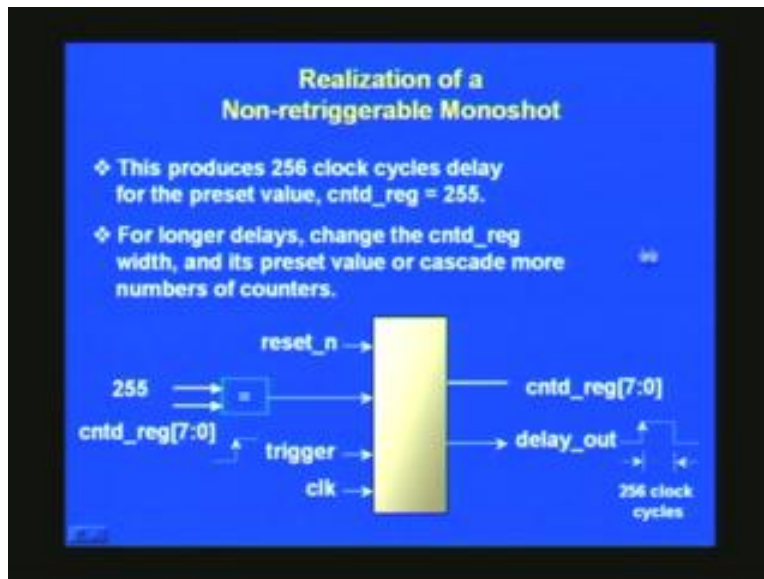 Realization of a
Non-retriggerable Monoshot
❖ This produces 256 clock cycles delay
for the preset value, cntd_reg = 255.
❖ For longer delays, change the cntd_reg
width, and its preset value or cascade more
numbers of counters.
reset_n
255
=
cntd_reg[7:0]
cntd_reg[7:0]
trigger
delay_out
clk
256 clock
cycles